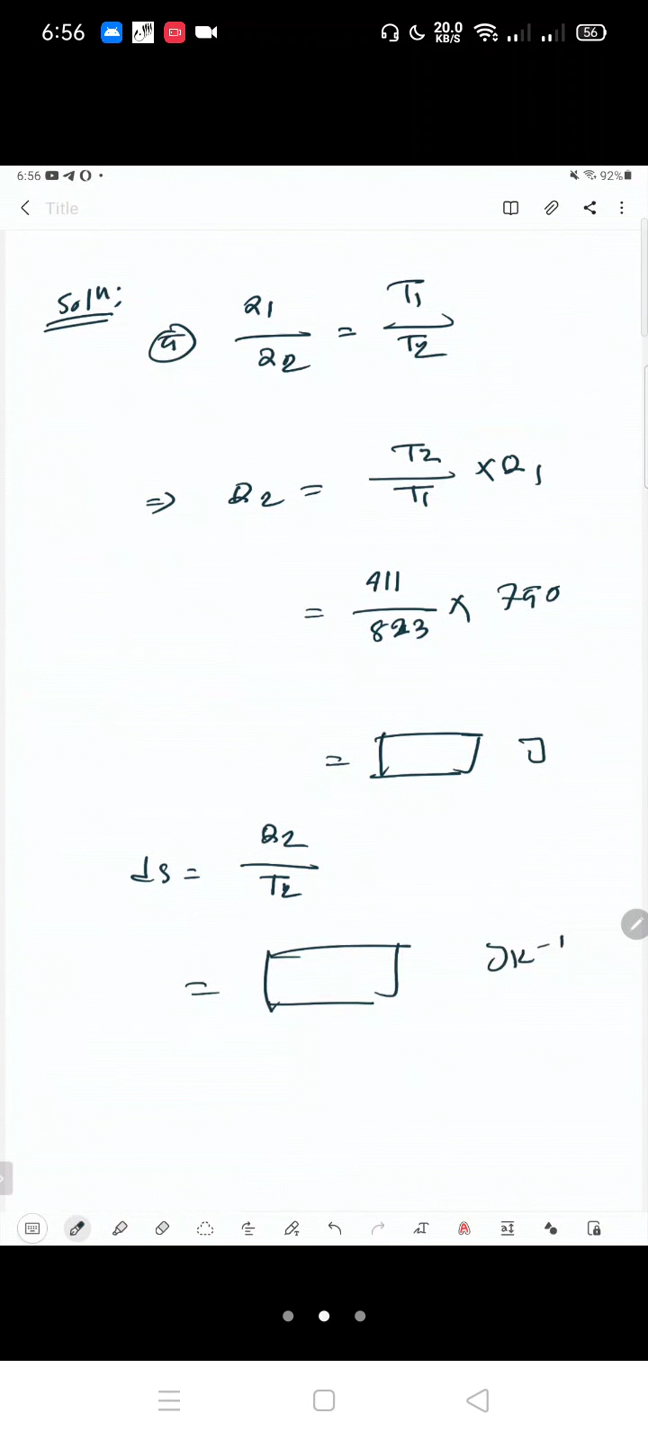 6:56
20.0 KB/S
56
6:56
92%
Title
Soln:
Q1/Q2 = T1/T2
⇒ Q2 = T2/T1 × Q1
= 411/823 × 790
= J
ds = Q2/T2
= JK-1